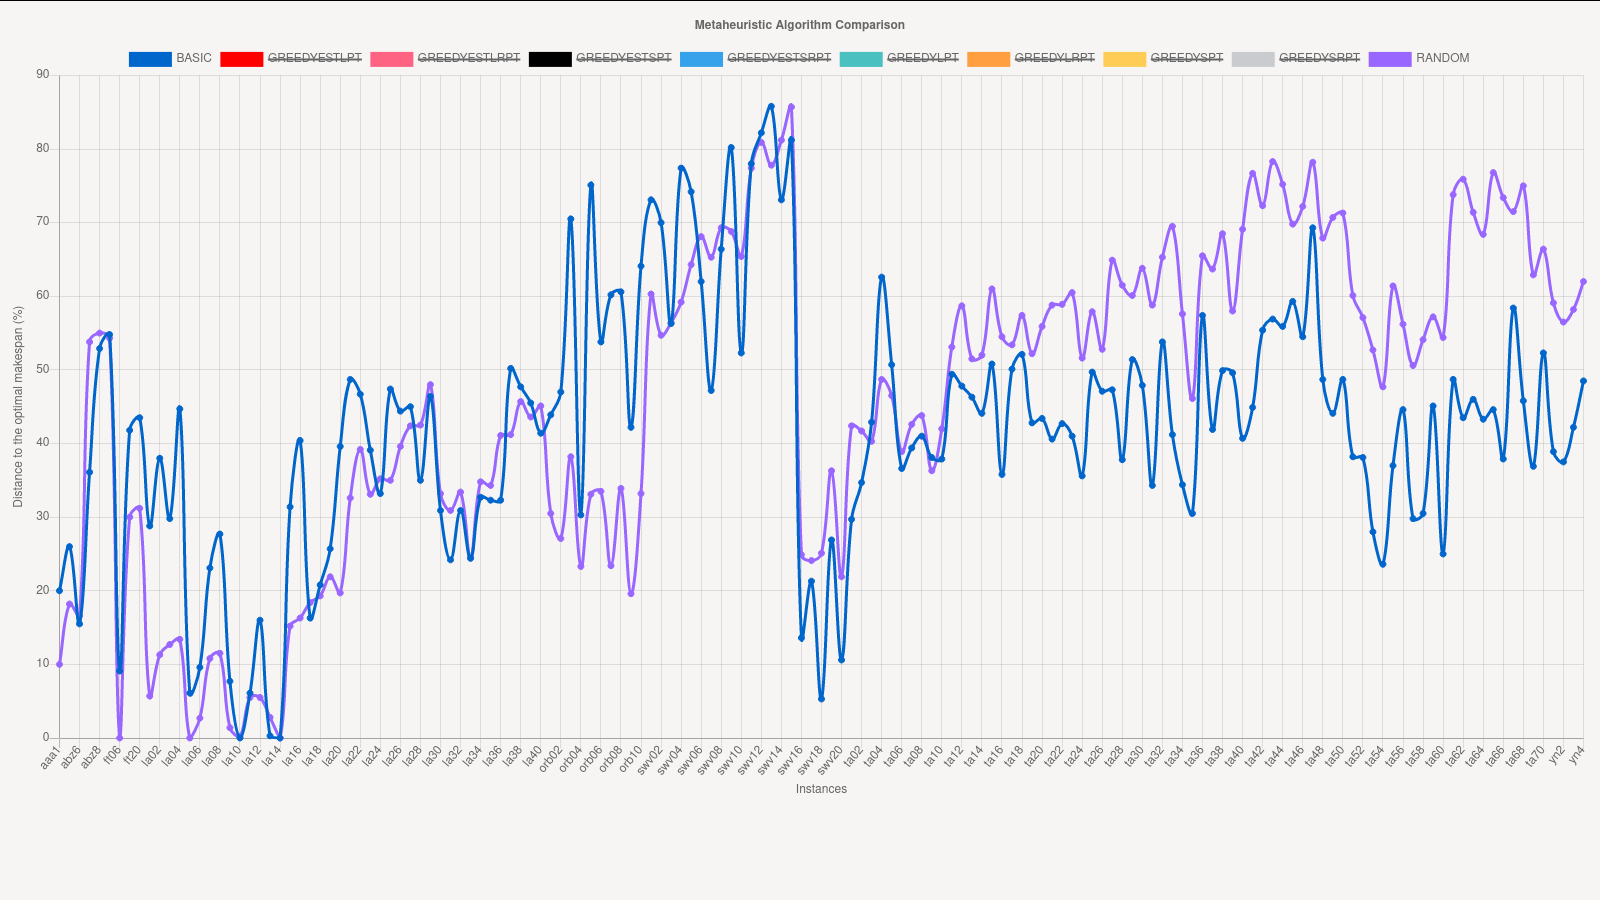 Metaheuristic Algorithm Comparison
BASIC GREEDYESTLPT GREEDYESTLRPT GREEDYESTSPT GREEDYESTSRPT GREEDYLPT GREEDYLRPT GREEDYSPT GREEDYSRPT RANDOM
90
80
70
60
50
40
30
20
10
0
Distance to the optimal makespan (%)
aaa1 abz6 abz8 ft06 ft20 la02 la04 la06 la08 la10 la12 la14 la16 la18 la20 la22 la24 la26 la28 la30 la32 la34 la36 la38 la40 orb02 orb04 orb06 orb08 orb10 swv02 swv04 swv06 swv08 swv10 swv12 swv14 swv16 swv18 swv20 ta02 ta04 ta06 ta08 ta10 ta12 ta14 ta16 ta18 ta20 ta22 ta24 ta26 ta28 ta30 ta32 ta34 ta36 ta38 ta40 ta42 ta44 ta46 ta48 ta50 ta52 ta54 ta56 ta58 ta60 ta62 ta64 ta66 ta68 ta70 yn2 yn4
Instances